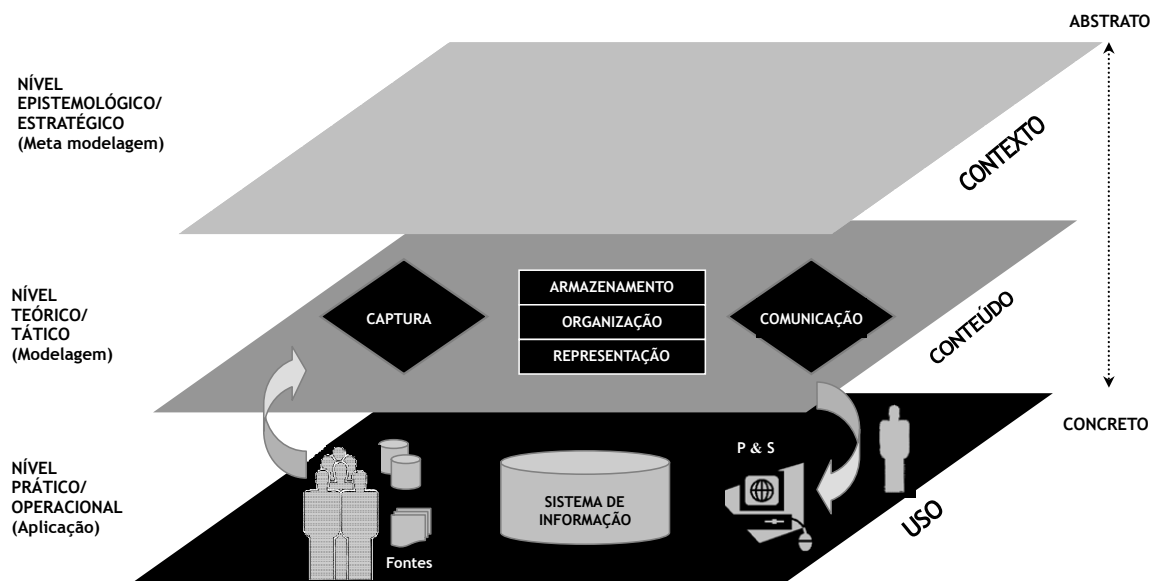 ABSTRATO
NÍVEL
EPISTEMOLÓGICO/
ESTRATÉGICO
(Meta modelagem)
CONTEXTO
NÍVEL
TEÓRICO/
TÁTICO
(Modelagem)
CAPTURA
ARMAZENAMENTO
ORGANIZAÇÃO
REPRESENTAÇÃO
COMUNICAÇÃO
CONTEÚDO
CONCRETO
NÍVEL
PRÁTICO/
OPERACIONAL
(Aplicação)
Fontes
SISTEMA DE
INFORMAÇÃO
P & S
USO